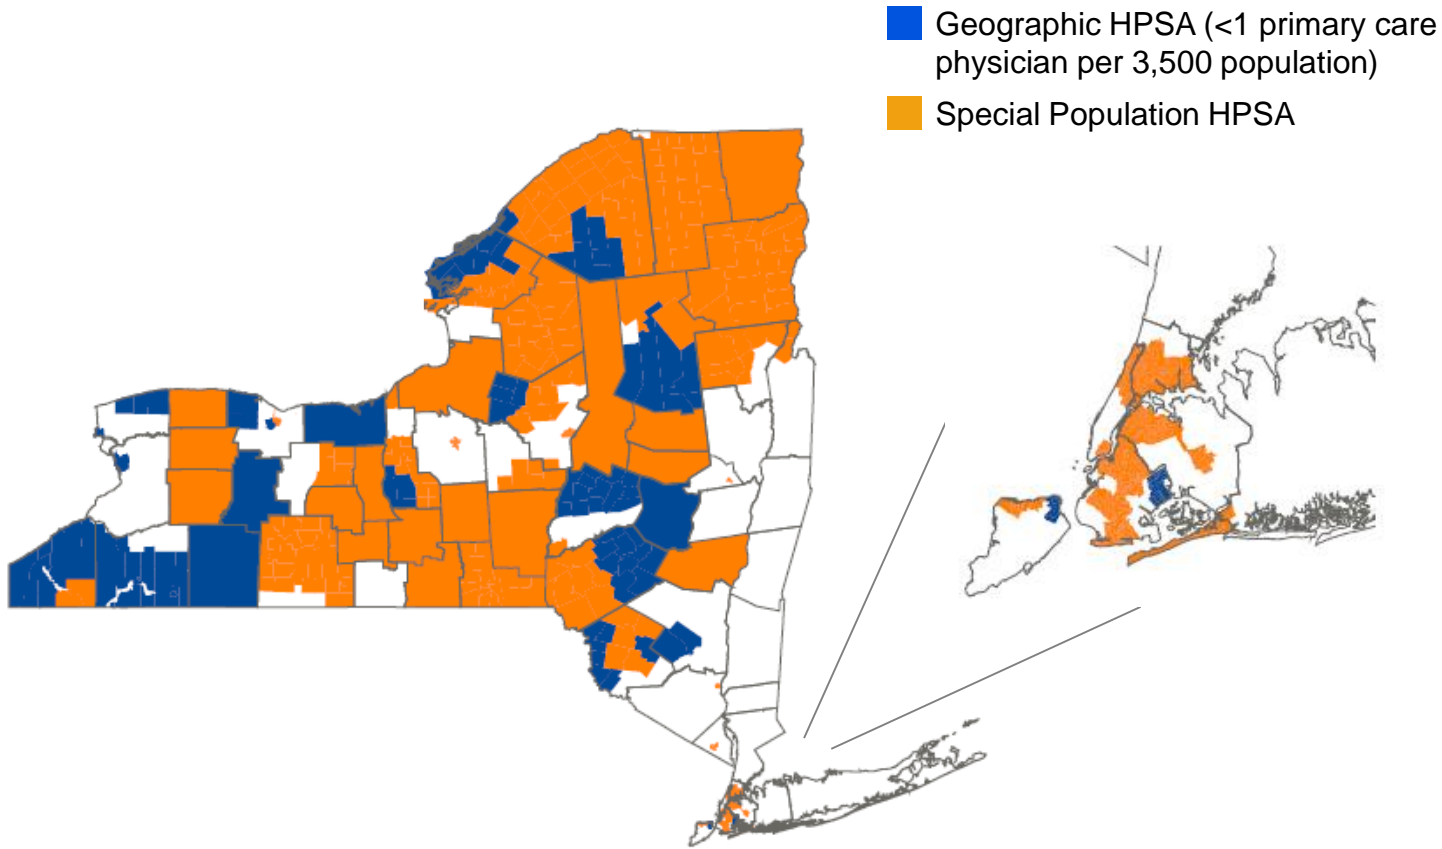 Geographic HPSA (<1 primary care
physician per 3,500 population)
Special Population HPSA